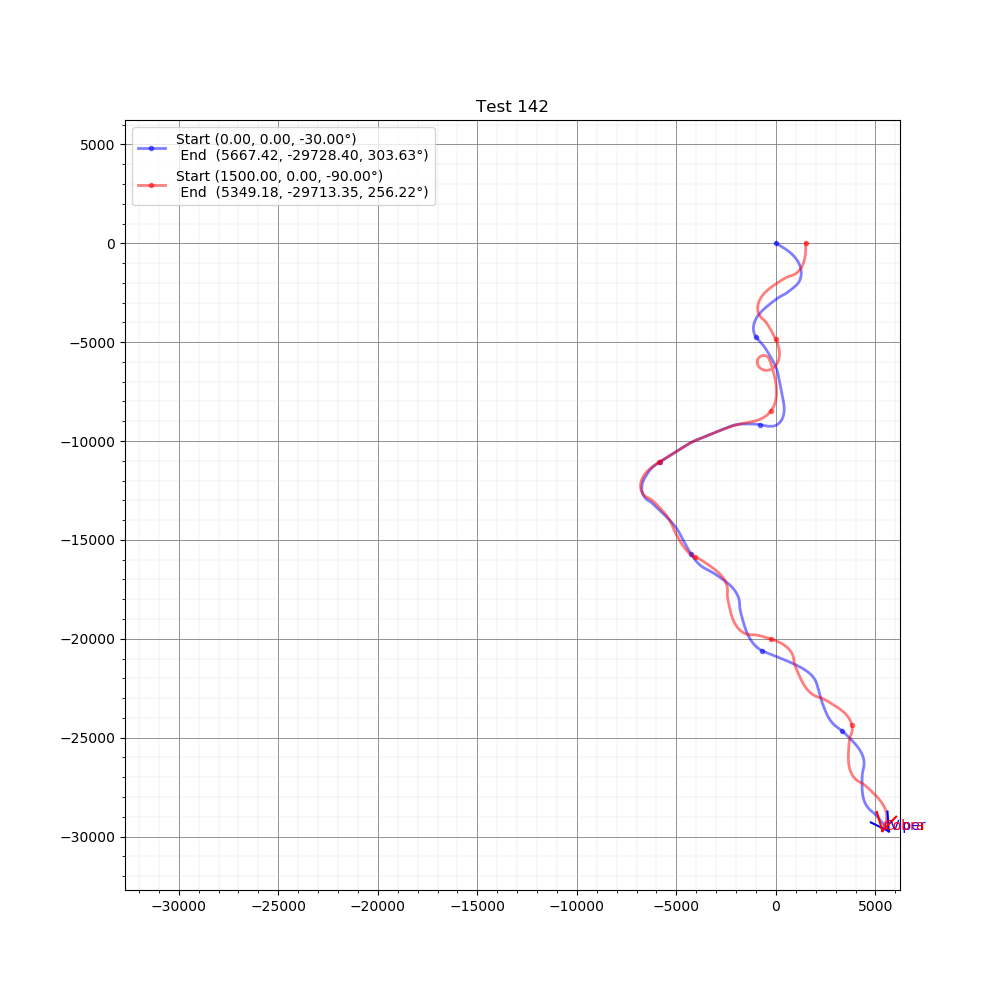 Test 142
Start (0.00, 0.00, -30.00°)
End (5667.42, -29728.40, 303.63°)
Start (1500.00, 0.00, -90.00°)
End (5349.18, -29713.35, 256.22°)
5000
0
−5000
−10000
−15000
−20000
−25000
−30000
−30000 −25000 −20000 −15000 −10000 −5000 0 5000